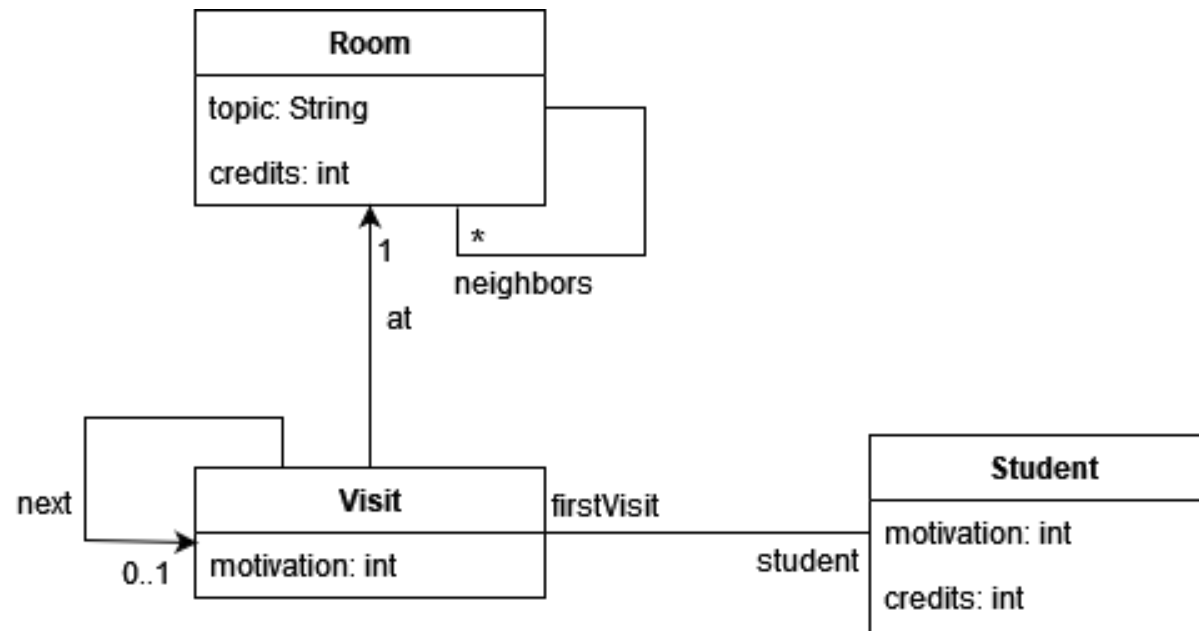 Room
topic: String
credits: int
*
neighbors
1
at
next
0..1
Visit
motivation: int
firstVisit
student
Student
motivation: int
credits: int